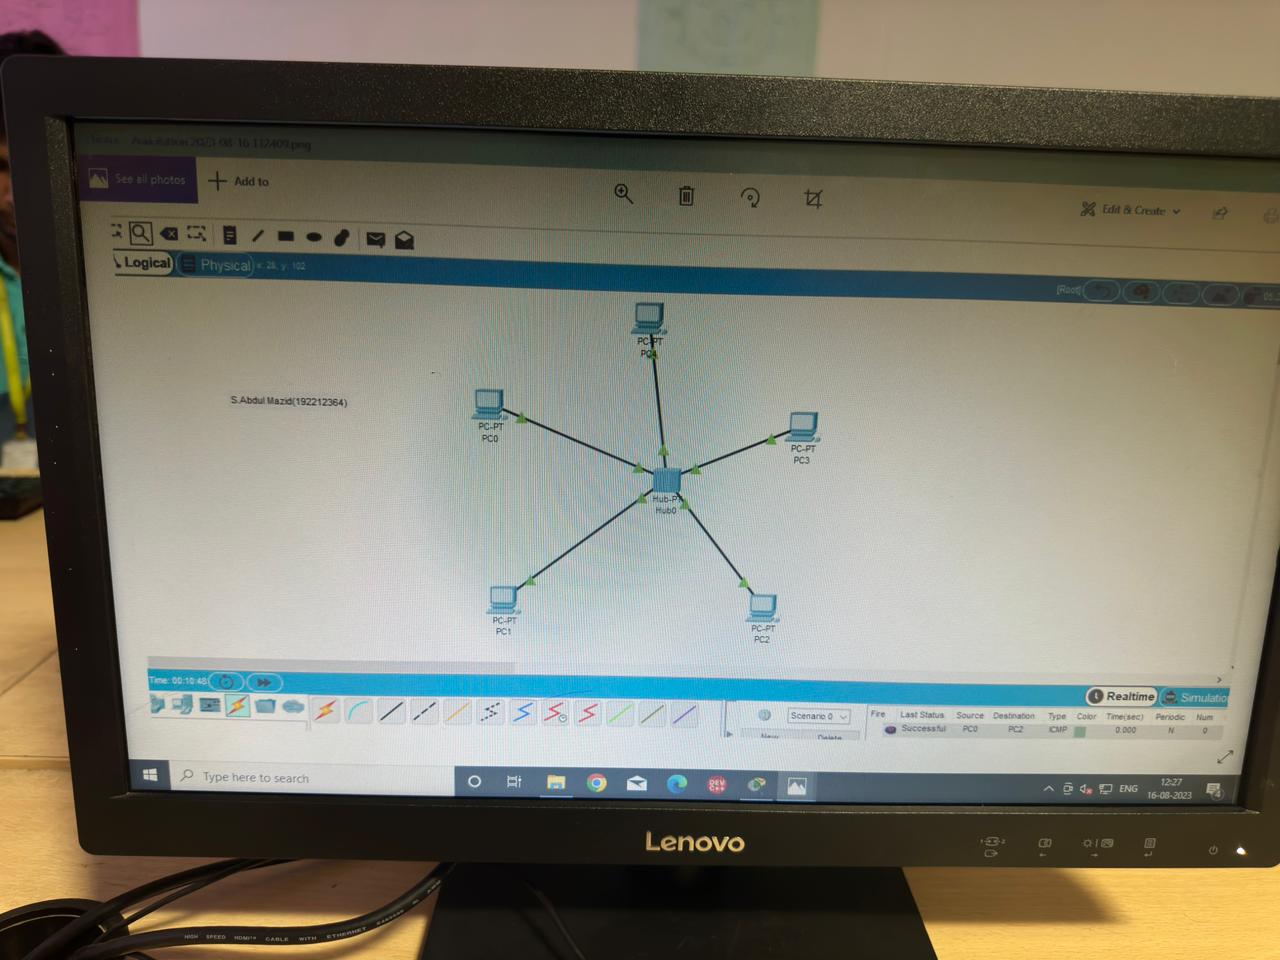 See all photos
Add to
Edit & Create
Logical
Physical
x: 28, y: 102
[Root]
PC-PT
S.Abdul Mazid(192212364)
PC-PT
PC0
PC-PT
PC3
Hub-PT
Hub0
PC-PT
PC1
PC-PT
PC2
Time: 00:10:48
Realtime
Simulation
Scenario 0
Fire Last Status Source Destination Type Color Time(sec) Periodic Num
Successful PC0 PC2 ICMP 0.000 N 0
New Delete
Type here to search
DEV C++
ENG
12:27
16-08-2023
4
Lenovo
HIGH SPEED HDMI™ CABLE WITH ETHERNET